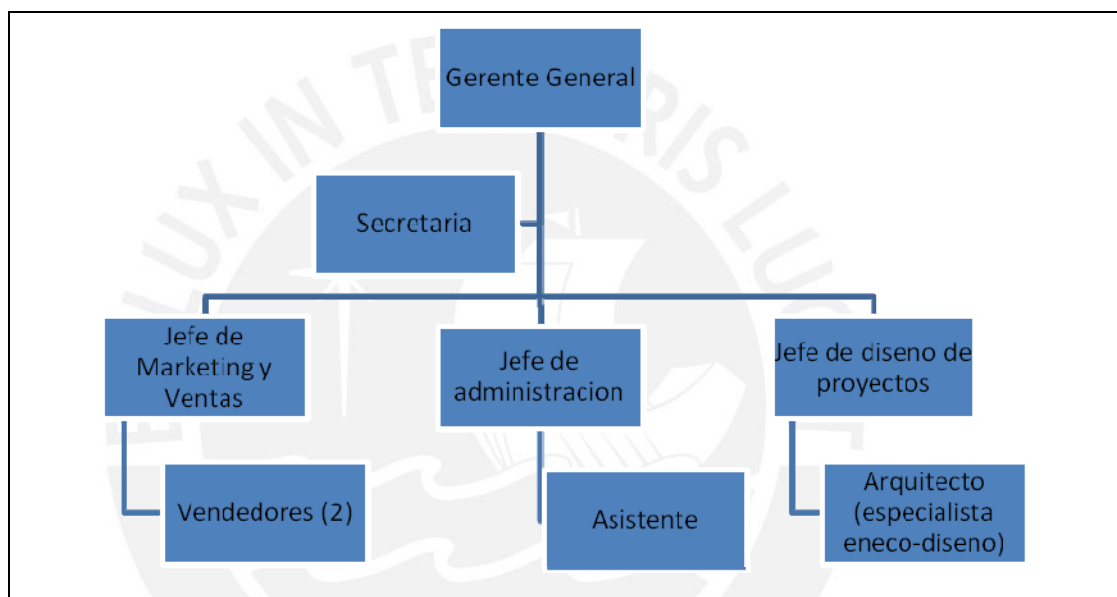 Gerente General
Secretaria
Jefe de
Marketing y
Ventas
Jefe de
administracion
Jefe de diseno de
proyectos
Vendedores (2)
Asistente
Arquitecto
(especialista
eneco-diseno)